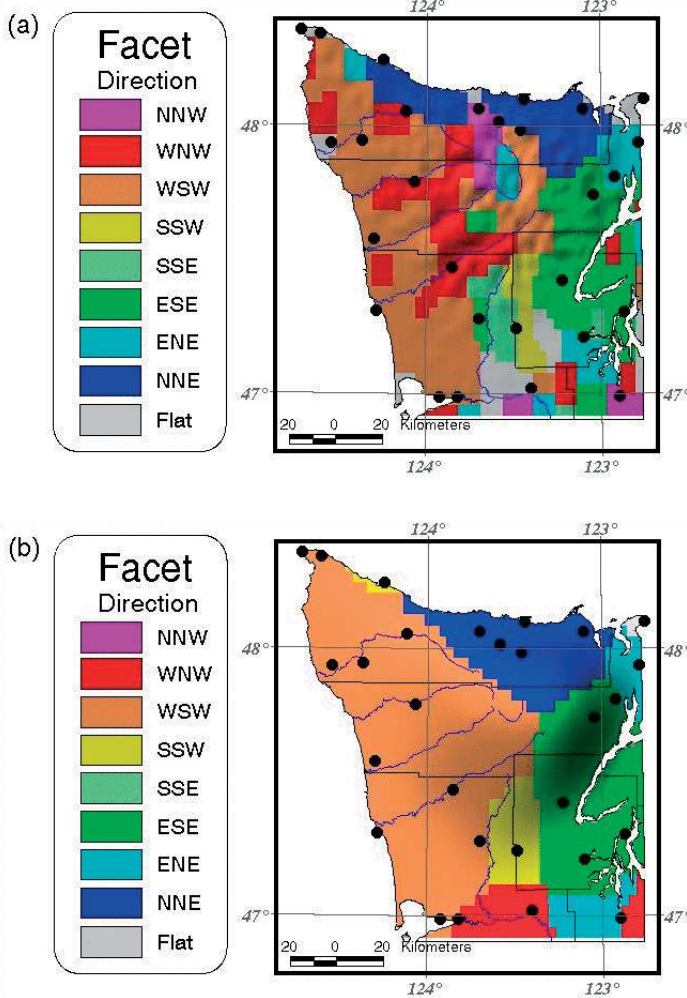 (a)
Facet
Direction
NNW
WNW
WSW
SSW
SSE
ESE
ENE
NNE
Flat
124° 123°
48° 48°
47° 47°
20 0 20 Kilometers
124° 123°
(b)
Facet
Direction
NNW
WNW
WSW
SSW
SSE
ESE
ENE
NNE
Flat
124° 123°
48° 48°
47° 47°
20 0 20 Kilometers
124° 123°